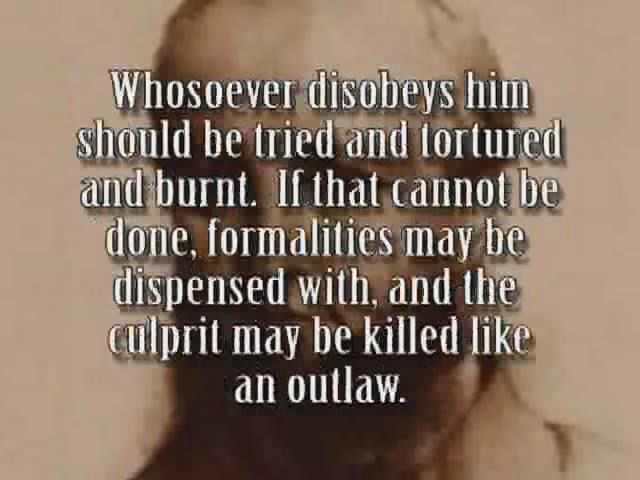 Whosoever disobeys him
should be tried and tortured
and burnt. If that cannot be
done, formalities may be
dispensed with, and the
culprit may be killed like
an outlaw.